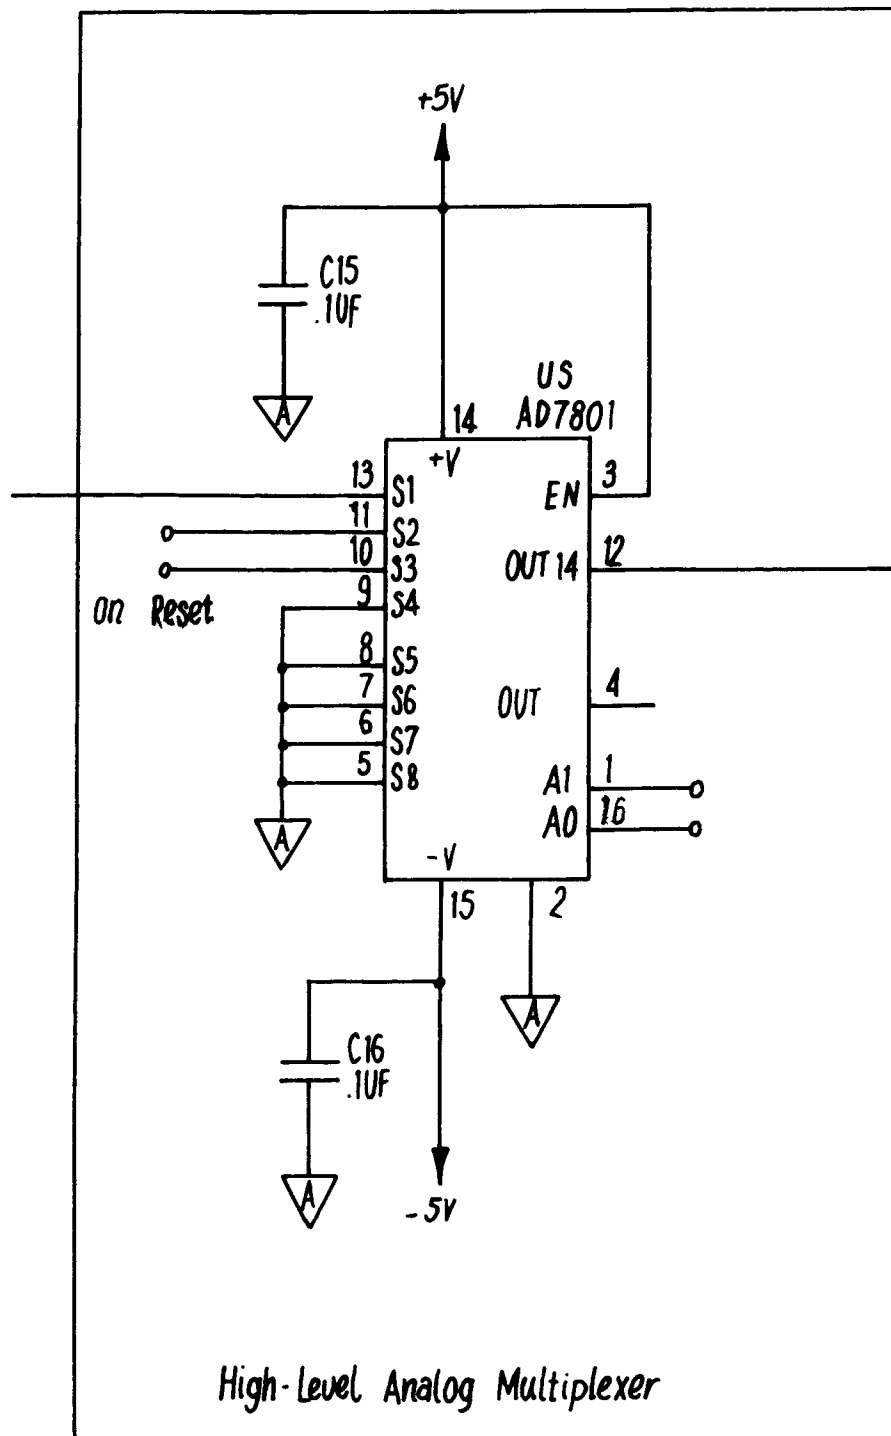 +5V
C15
.1UF
A
US
AD7801
14
+V
13 S1
EN 3
11 S2
10 S3
OUT 14 12
on Reset
9 S4
8 S5
7 S6
OUT 4
6 S7
5 S8
A1 1
A0 16
A
-V
15
2
A
C16
.1UF
A
-5V
High-Level Analog Multiplexer